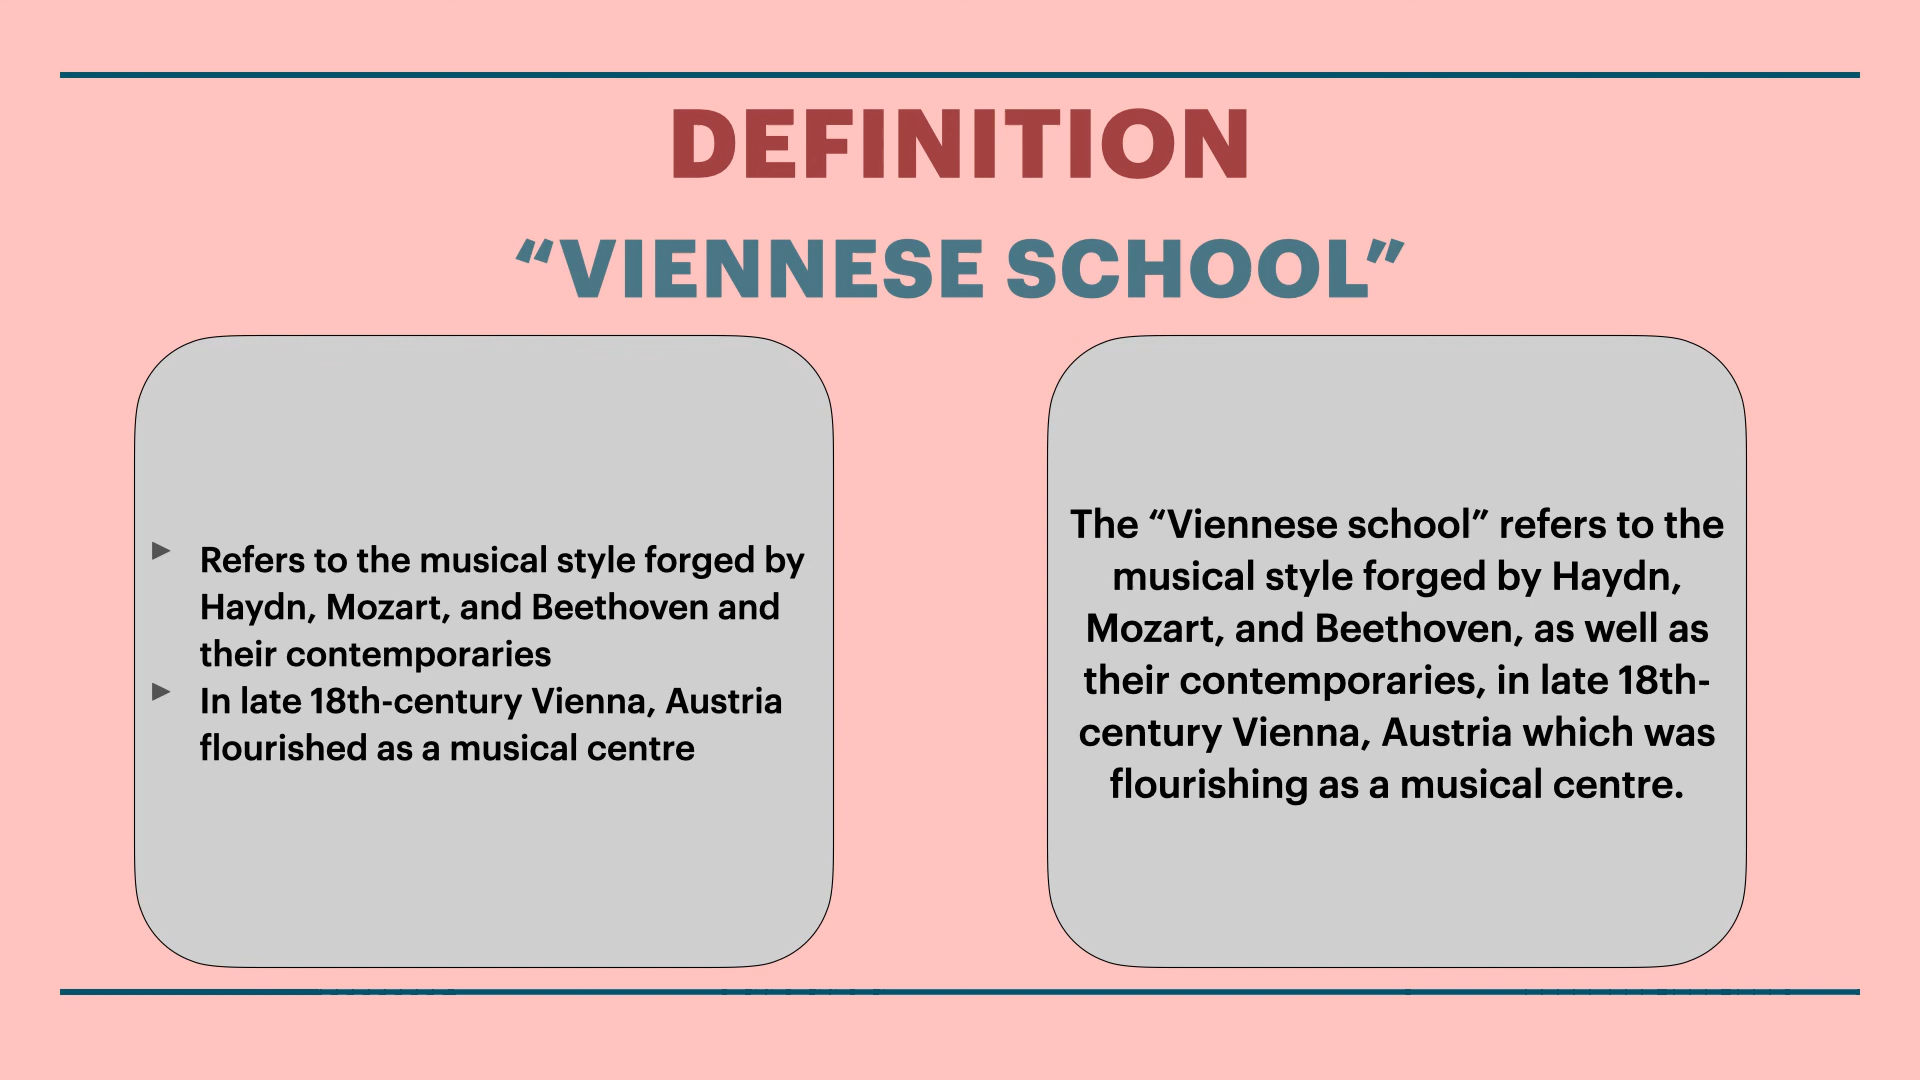 DEFINITION
“VIENNESE SCHOOL”
Refers to the musical style forged by
Haydn, Mozart, and Beethoven and
their contemporaries
In late 18th-century Vienna, Austria
flourished as a musical centre
The “Viennese school” refers to the
musical style forged by Haydn,
Mozart, and Beethoven, as well as
their contemporaries, in late 18th-
century Vienna, Austria which was
flourishing as a musical centre.